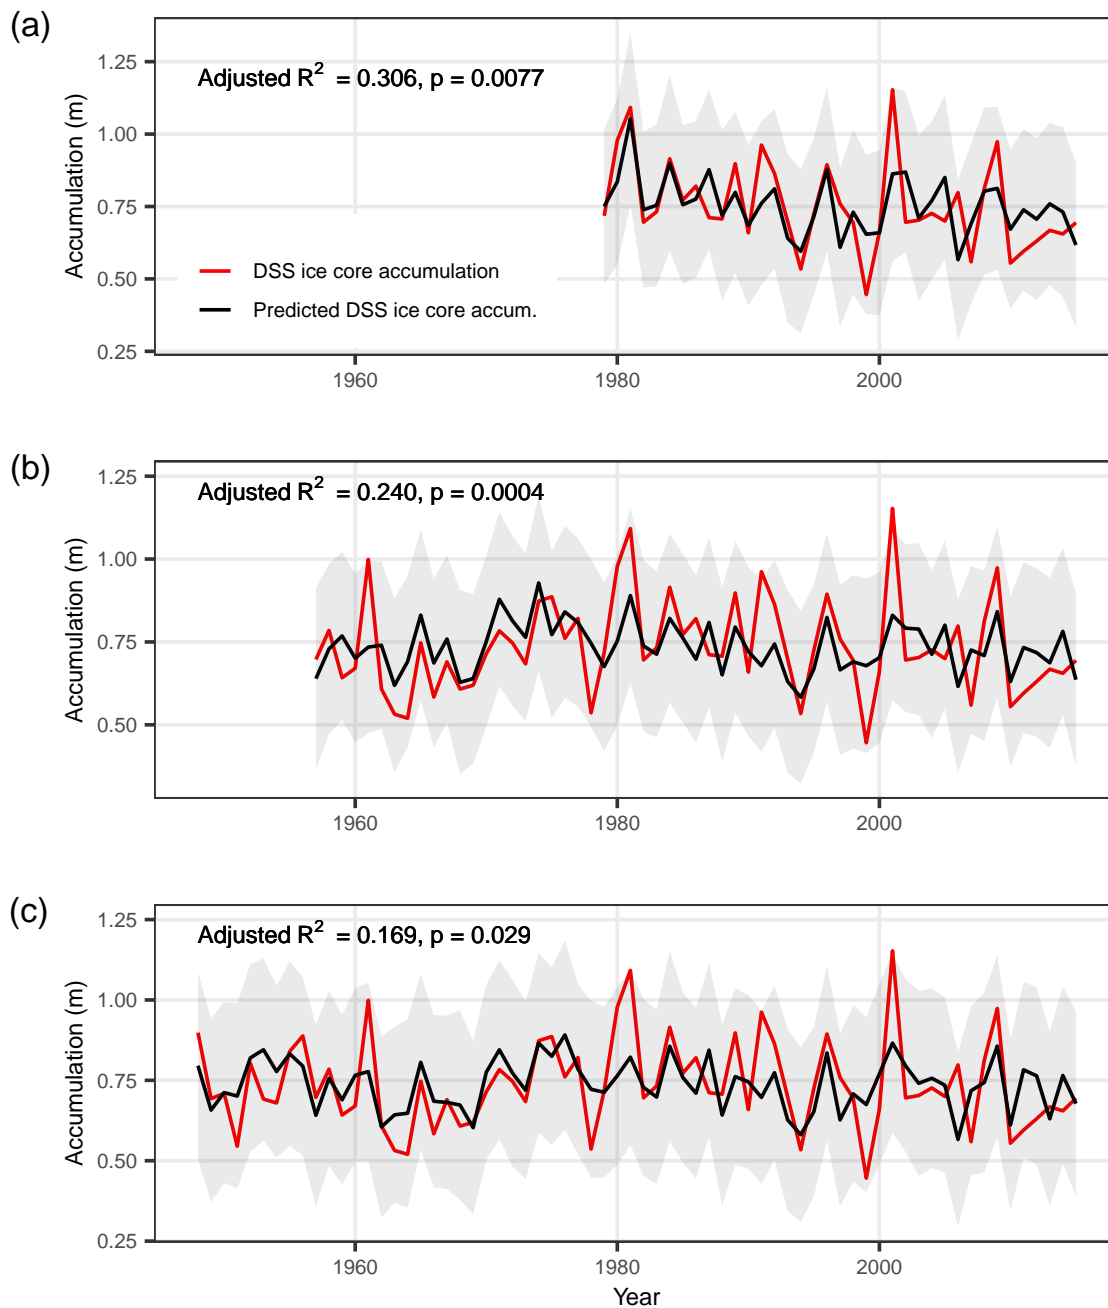 (a)
1.25
1.00
0.75
0.50
0.25
Accumulation (m)
Adjusted R² = 0.306, p = 0.0077
DSS ice core accumulation
Predicted DSS ice core accum.
1960
1980
2000
(b)
1.25
1.00
0.75
0.50
Accumulation (m)
Adjusted R² = 0.240, p = 0.0004
1960
1980
2000
(c)
1.25
1.00
0.75
0.50
0.25
Accumulation (m)
Adjusted R² = 0.169, p = 0.029
1960
1980
2000
Year